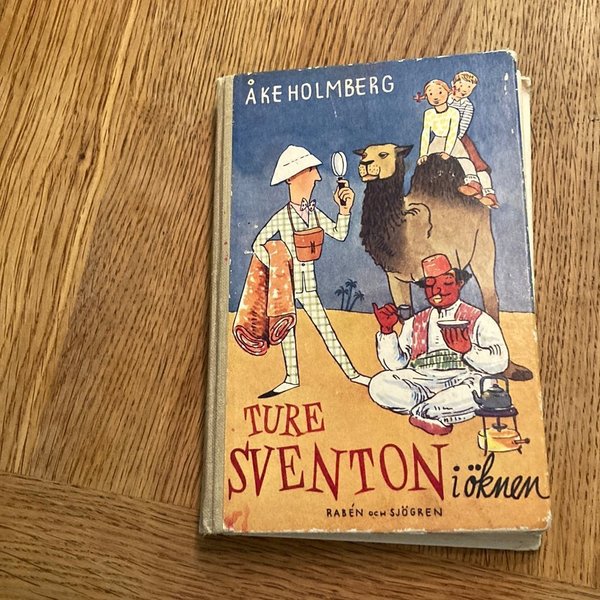 ÅKE HOLMBERG
TURE
SVENTON i öknen
RABÉN OCH SJÖGREN